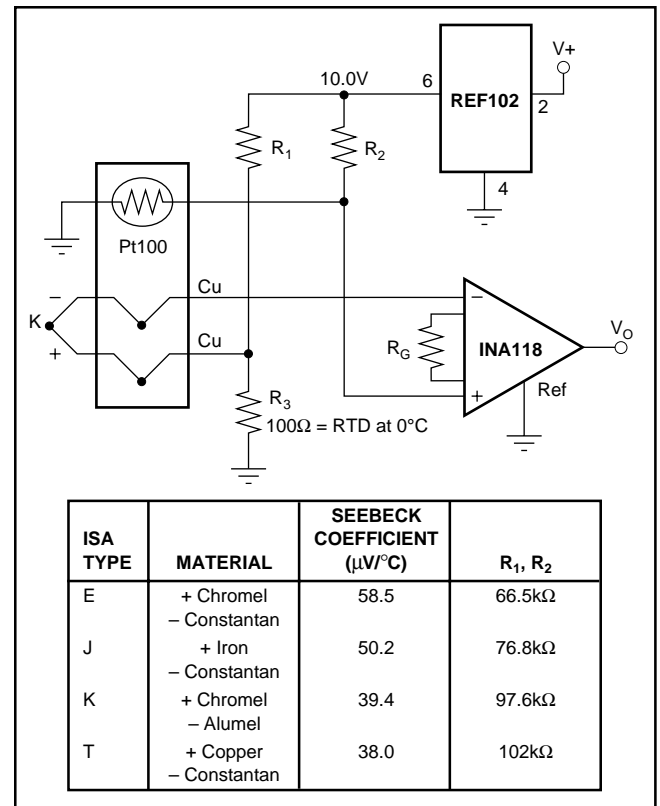 V+
10.0V
6
REF102
2
R1
R2
4
Pt100
Cu
–
–
K
VO
Cu
RG
INA118
+
+
Ref
R3
100Ω = RTD at 0°C
ISA TYPE
MATERIAL
SEEBECK COEFFICIENT (µV/°C)
R1, R2
E
+ Chromel
– Constantan
58.5
66.5kΩ
J
+ Iron
– Constantan
50.2
76.8kΩ
K
+ Chromel
– Alumel
39.4
97.6kΩ
T
+ Copper
– Constantan
38.0
102kΩ